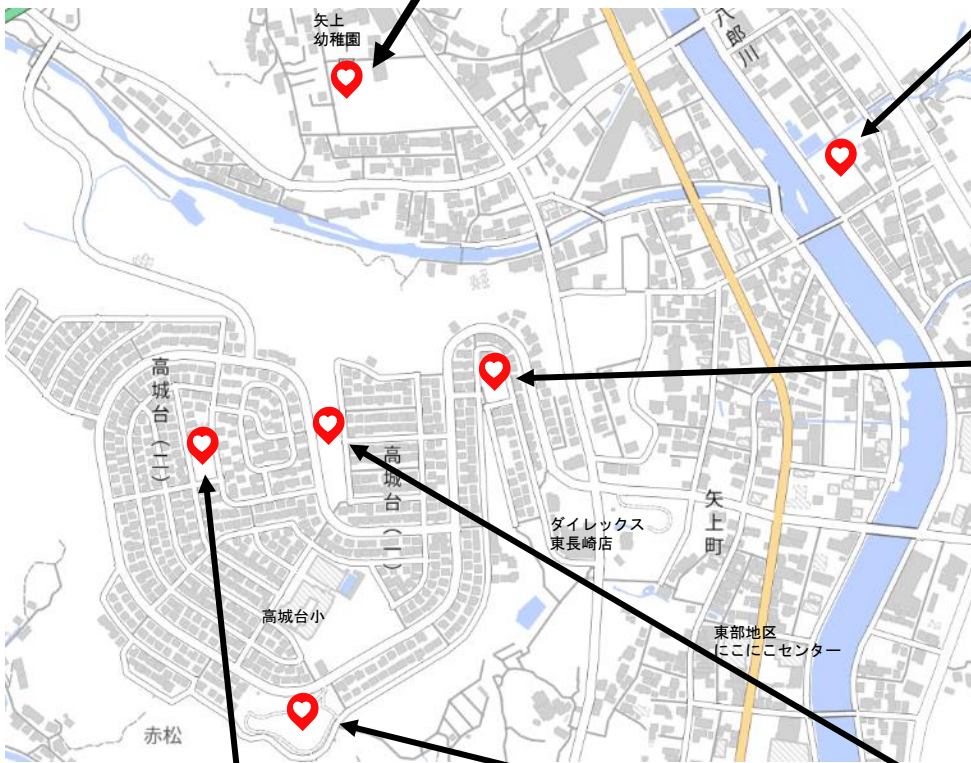 矢上
幼稚園
八郎川
高城台(二)
高城台(一)
ダイレックス
東長崎店
矢上町
高城台小
東部地区
にこにこセンター
赤松